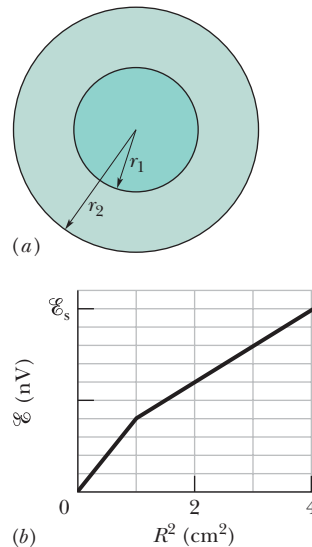 r₁
r₂
(a)
ℰₛ
ℰ (nV)
0
2
4
(b)
R² (cm²)